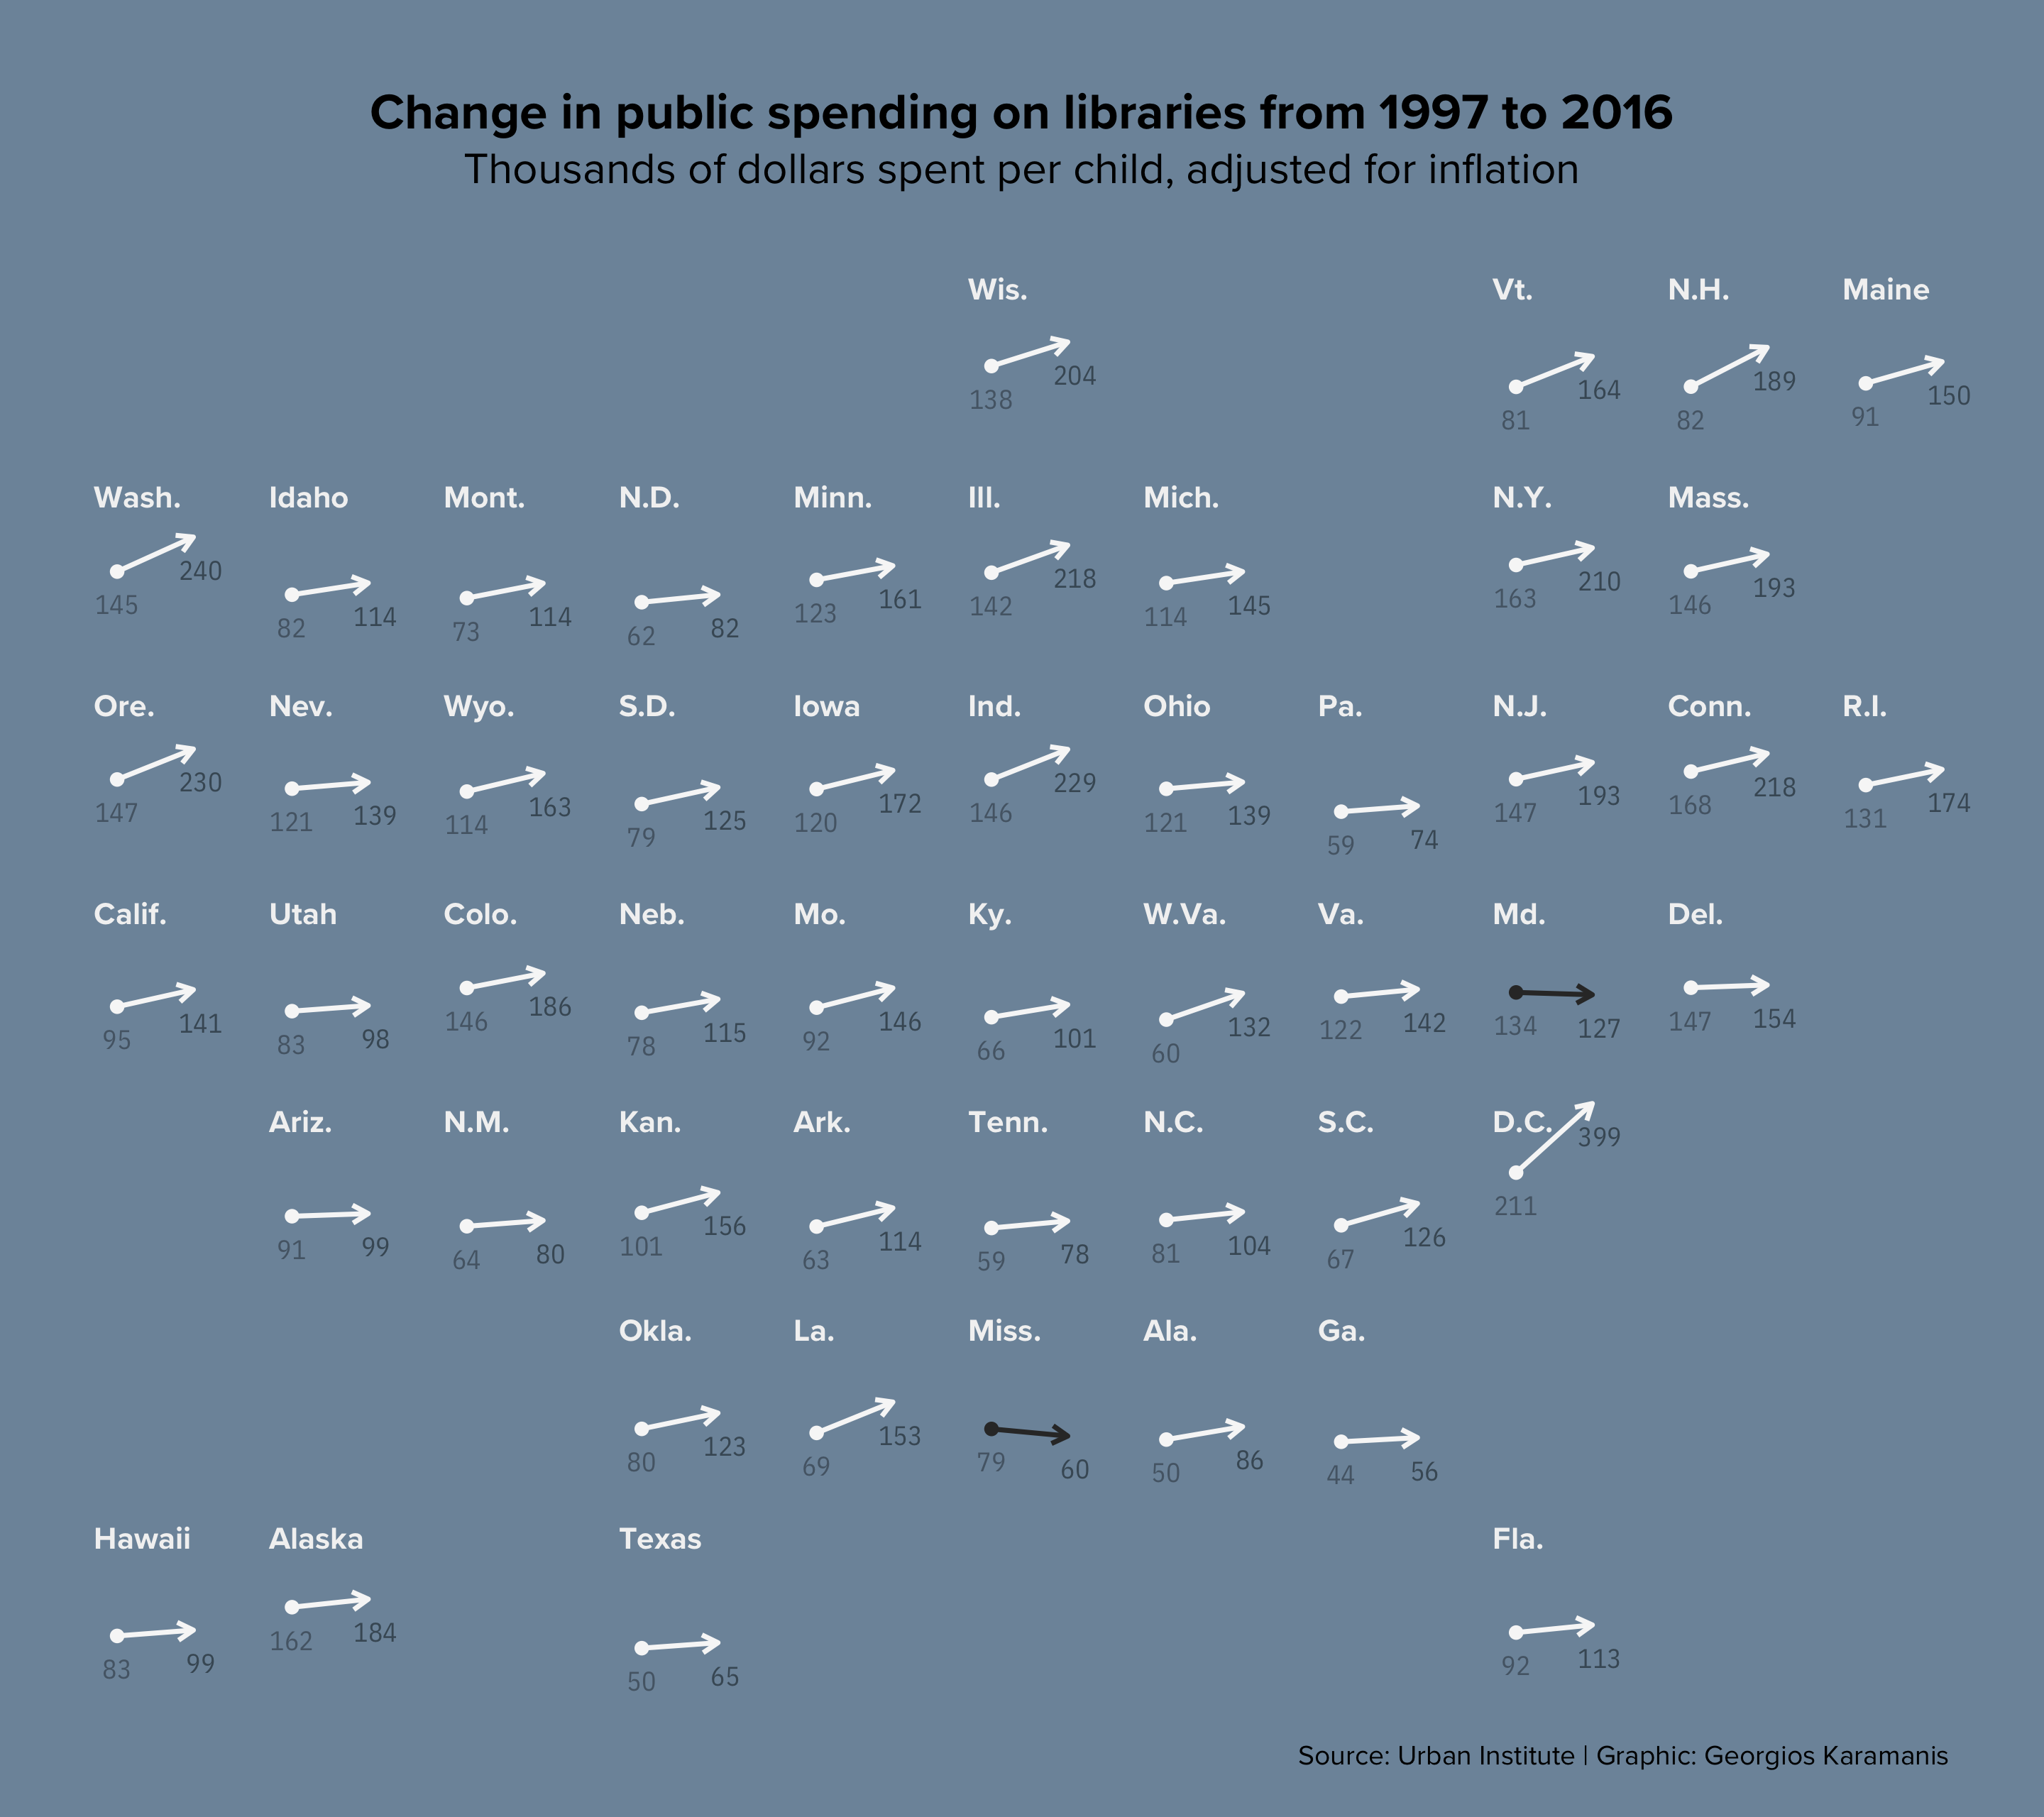 Change in public spending on libraries from 1997 to 2016
Thousands of dollars spent per child, adjusted for inflation
Wis. Vt. N.H. Maine
138 204 81 164 82 189 91 150
Wash. Idaho Mont. N.D. Minn. Ill. Mich. N.Y. Mass.
145 240 82 114 73 114 62 82 123 161 142 218 114 145 163 210 146 193
Ore. Nev. Wyo. S.D. Iowa Ind. Ohio Pa. N.J. Conn. R.I.
147 230 121 139 114 163 79 125 120 172 146 229 121 139 59 74 147 193 168 218 131 174
Calif. Utah Colo. Neb. Mo. Ky. W.Va. Va. Md. Del.
95 141 83 98 146 186 78 115 92 146 66 101 60 132 122 142 134 127 147 154
Ariz. N.M. Kan. Ark. Tenn. N.C. S.C. D.C.
91 99 64 80 101 156 63 114 59 78 81 104 67 126 211 399
Okla. La. Miss. Ala. Ga.
80 123 69 153 79 60 50 86 44 56
Hawaii Alaska Texas Fla.
83 99 162 184 50 65 92 113
Source: Urban Institute | Graphic: Georgios Karamanis